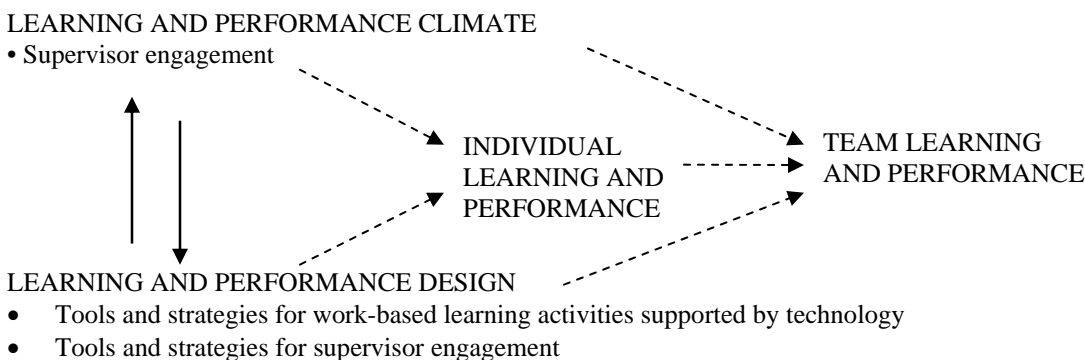 LEARNING AND PERFORMANCE CLIMATE
• Supervisor engagement
INDIVIDUAL
LEARNING AND
PERFORMANCE
TEAM LEARNING
AND PERFORMANCE
LEARNING AND PERFORMANCE DESIGN
• Tools and strategies for work-based learning activities supported by technology
• Tools and strategies for supervisor engagement